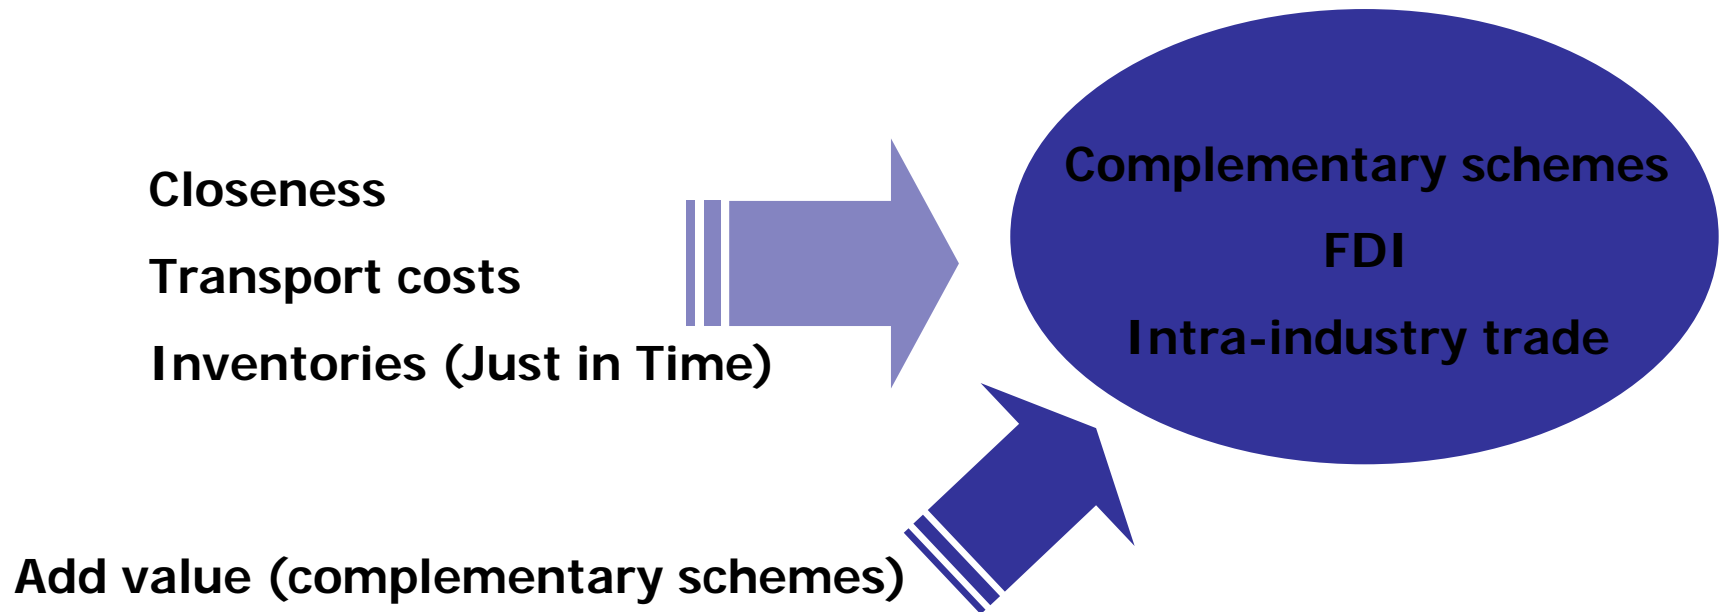 Closeness
Transport costs
Inventories (Just in Time)
Add value (complementary schemes)
Complementary schemes
FDI
Intra-industry trade